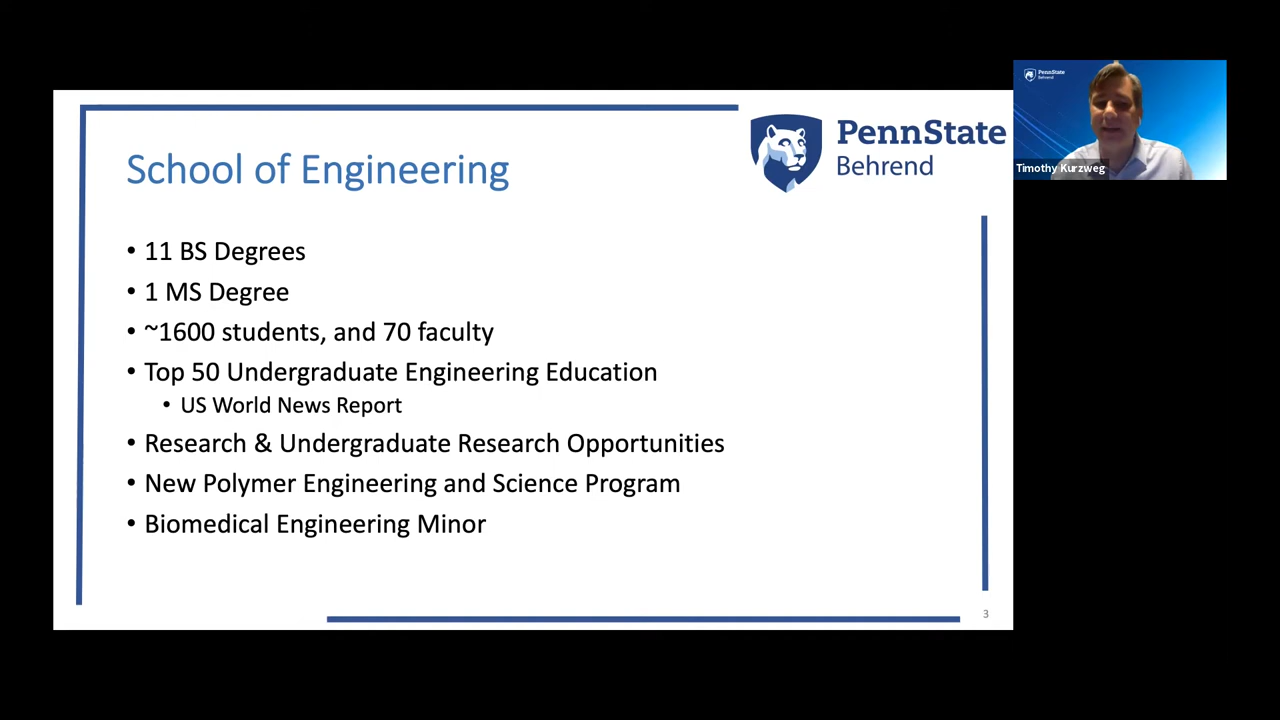 School of Engineering
PennState
Behrend
• 11 BS Degrees
• 1 MS Degree
• ~1600 students, and 70 faculty
• Top 50 Undergraduate Engineering Education
• US World News Report
• Research & Undergraduate Research Opportunities
• New Polymer Engineering and Science Program
• Biomedical Engineering Minor
3
PennState
Behrend
Timothy Kurzweg